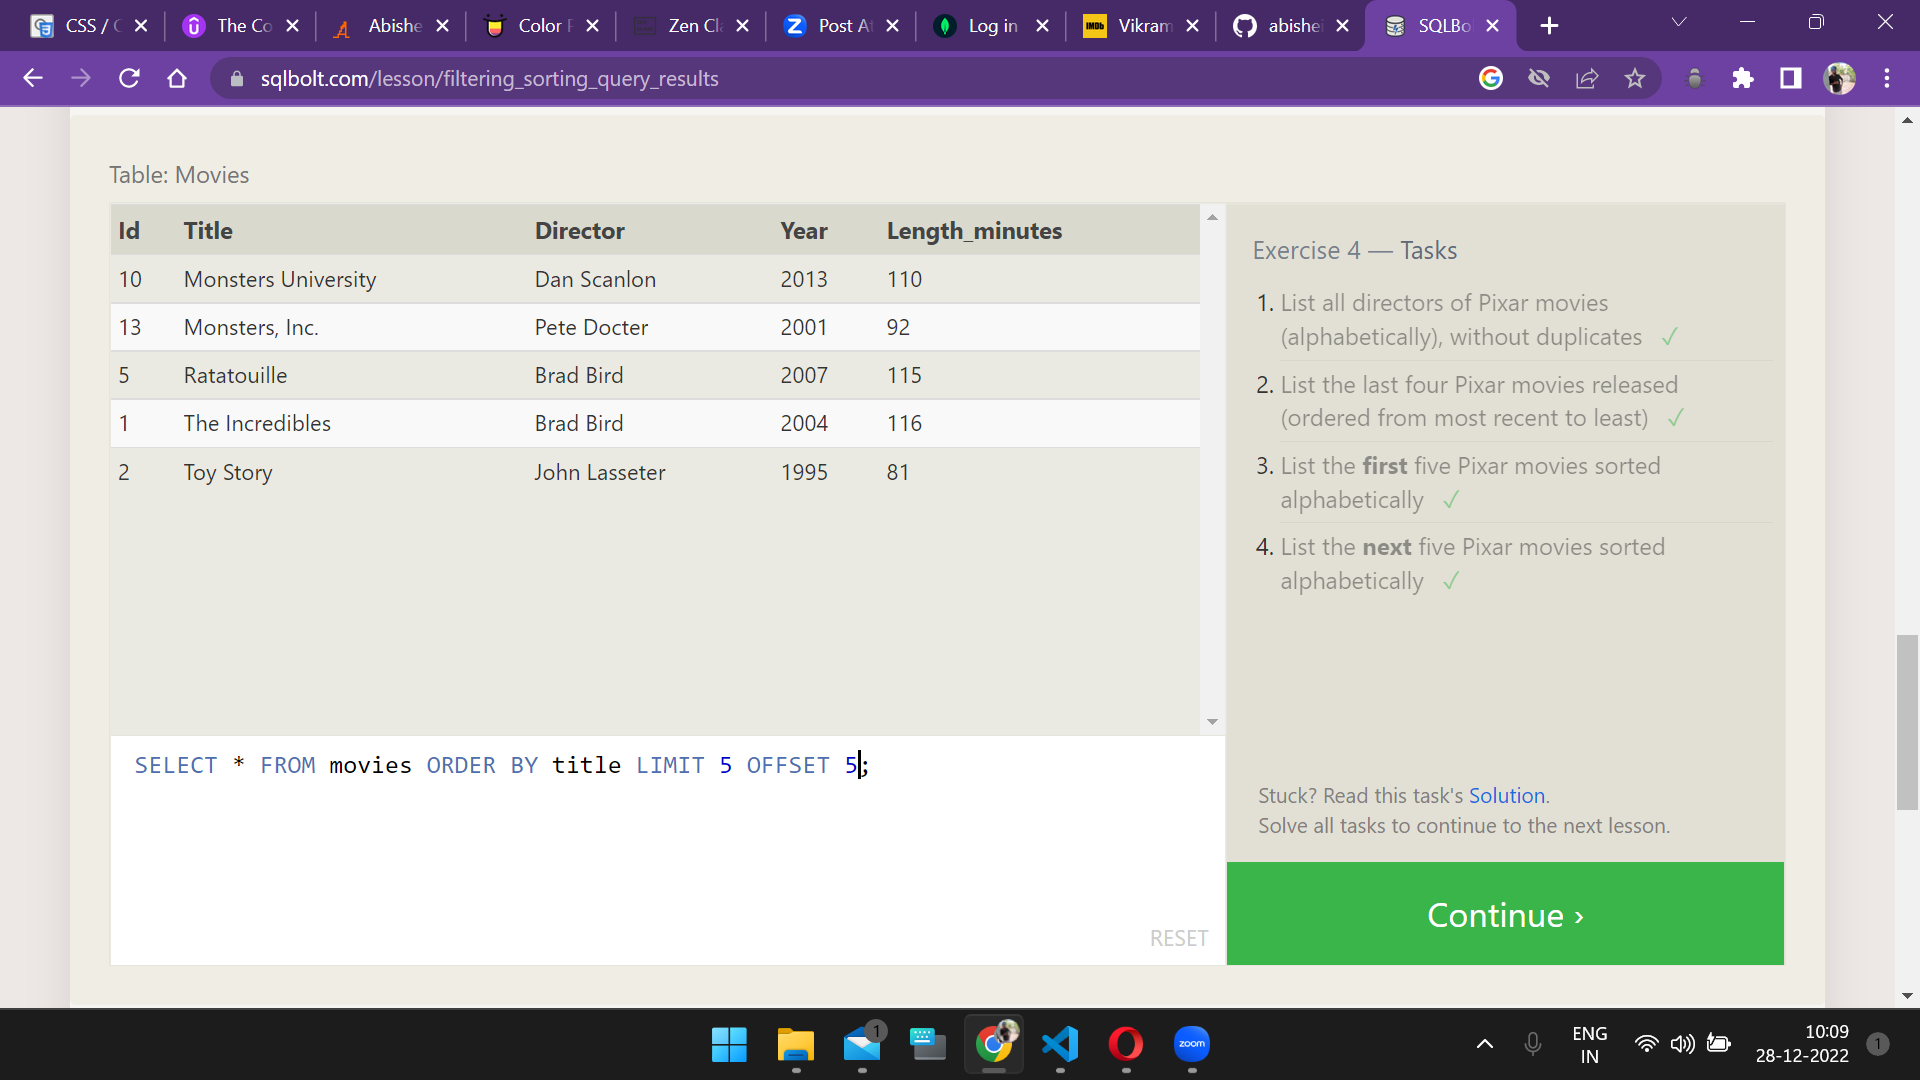 CSS / C
The Co
Abishe
Color P
Zen Cla
Post At
Log in
IMDb Vikram
abishei
SQLBo
sqlbolt.com/lesson/filtering_sorting_query_results
Table: Movies
Id Title Director Year Length_minutes
10 Monsters University Dan Scanlon 2013 110
13 Monsters, Inc. Pete Docter 2001 92
5 Ratatouille Brad Bird 2007 115
1 The Incredibles Brad Bird 2004 116
2 Toy Story John Lasseter 1995 81
SELECT * FROM movies ORDER BY title LIMIT 5 OFFSET 5;
RESET
Exercise 4 — Tasks
1. List all directors of Pixar movies
(alphabetically), without duplicates ✓
2. List the last four Pixar movies released
(ordered from most recent to least) ✓
3. List the first five Pixar movies sorted
alphabetically ✓
4. List the next five Pixar movies sorted
alphabetically ✓
Stuck? Read this task's Solution.
Solve all tasks to continue to the next lesson.
Continue ›
1
zoom
ENG
IN
10:09
28-12-2022
1